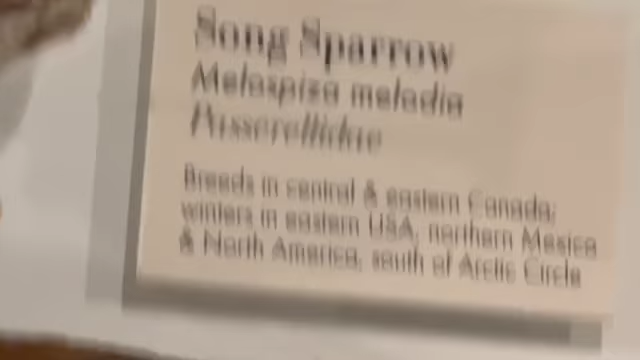 Song Sparrow
Melospiza melodia
Passerellidae
Breeds in central & eastern Canada;
winters in eastern USA, northern Mexico
& North America, south of Arctic Circle